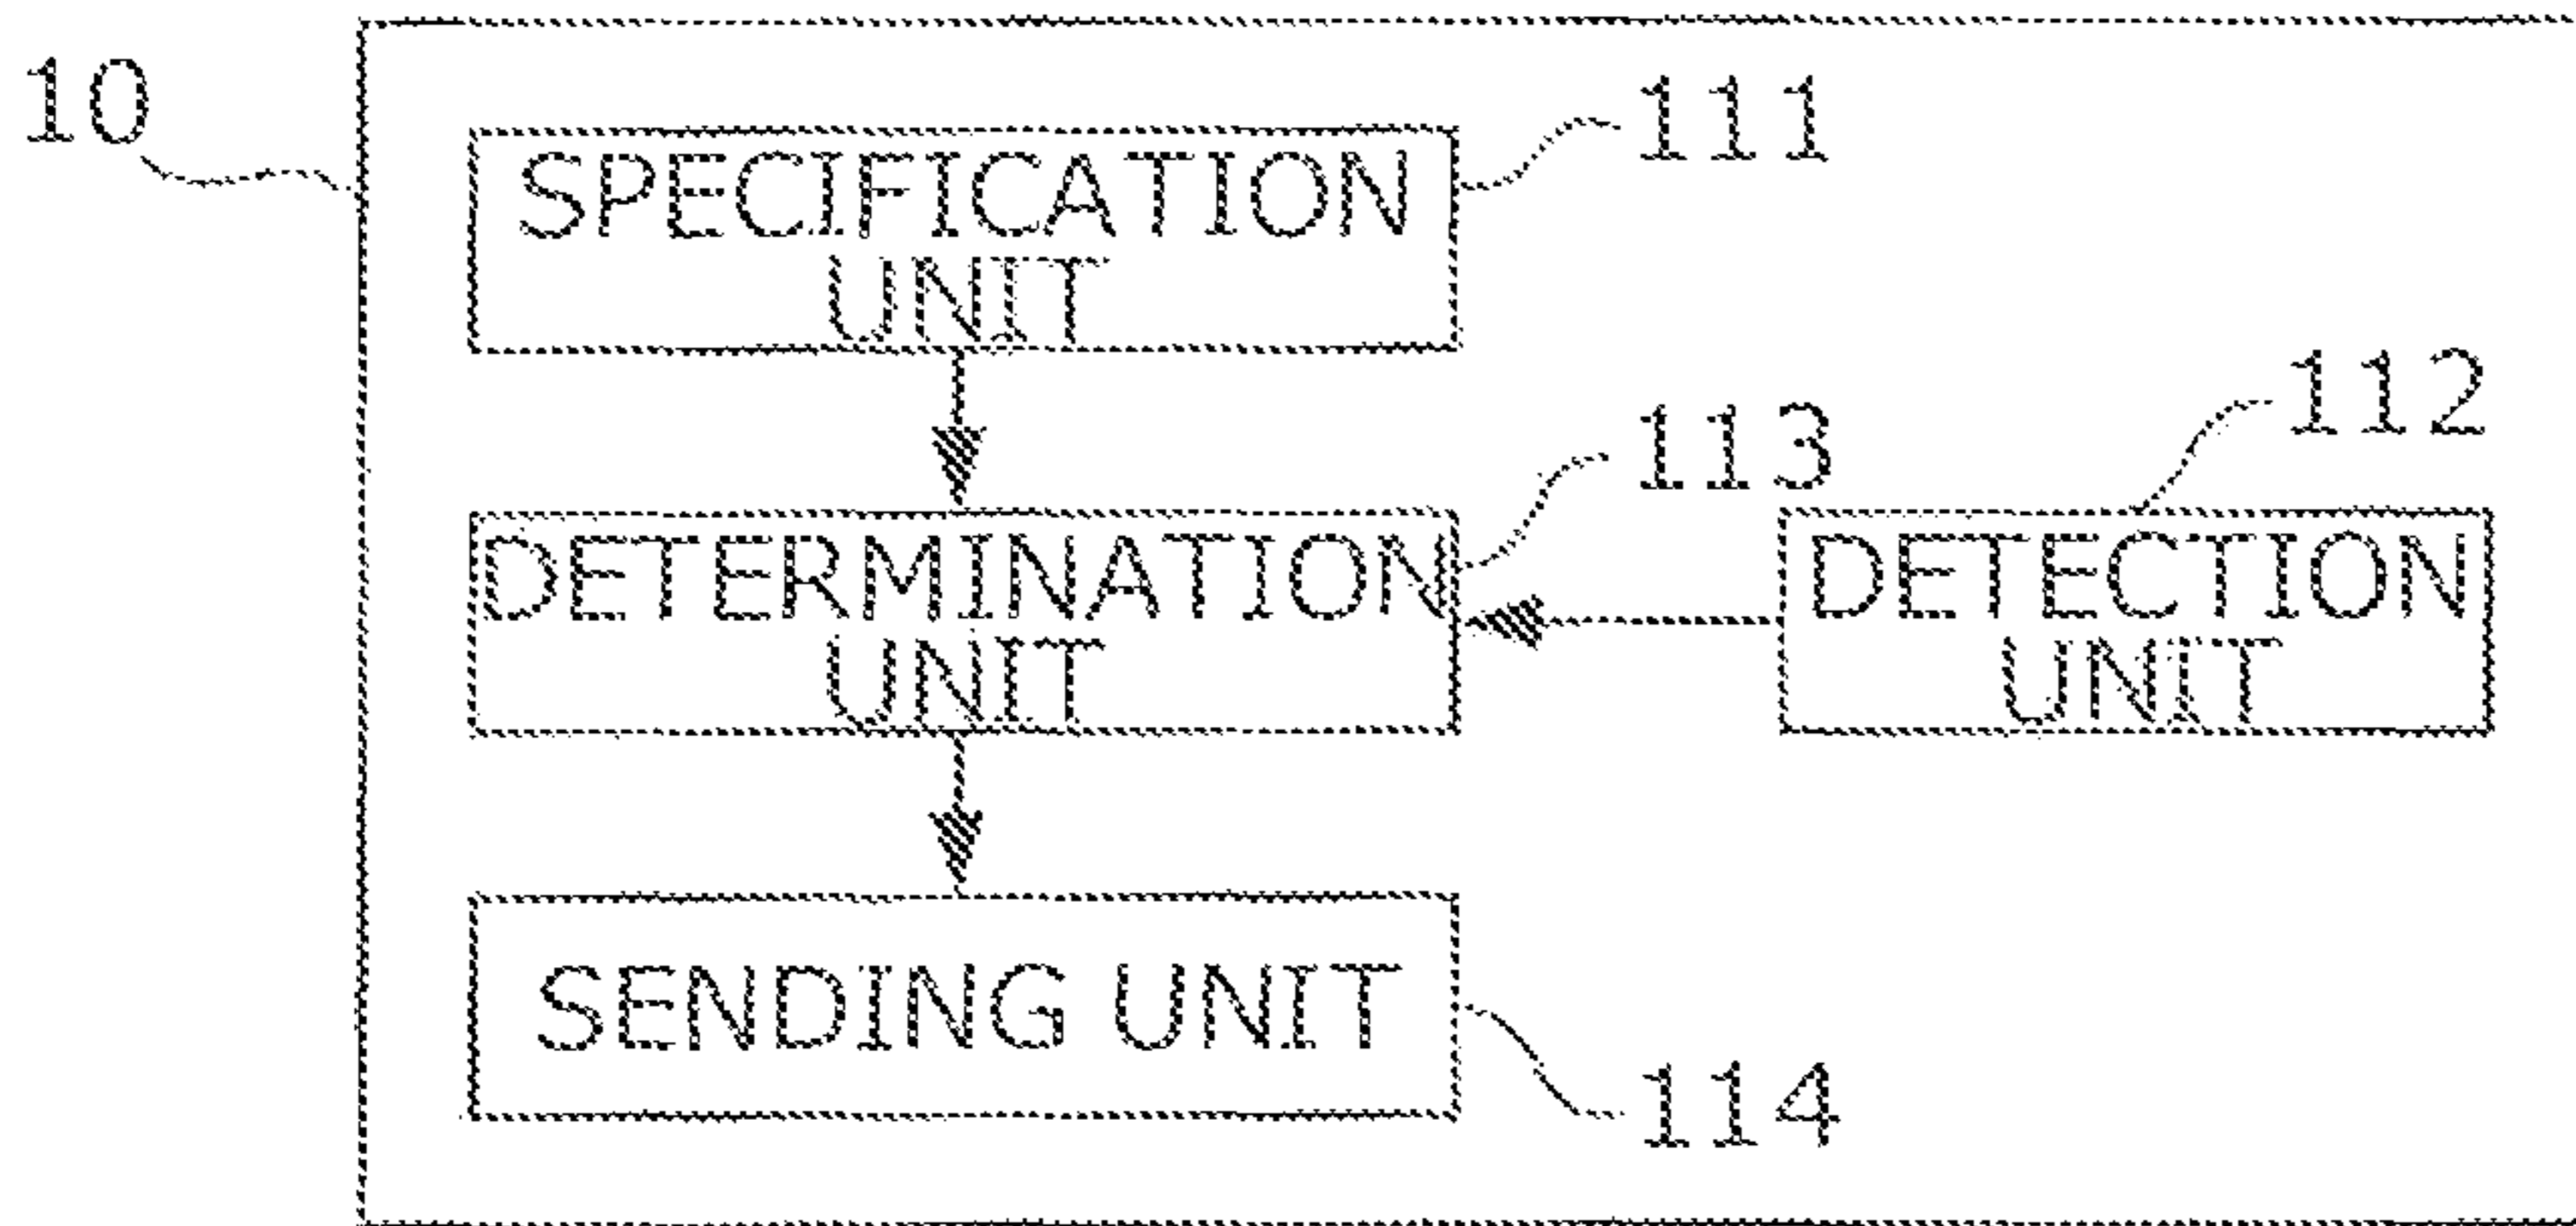 10
111
SPECIFICATION
UNIT
112
113
DETERMINATION
UNIT
DETECTION
UNIT
SENDING UNIT
114